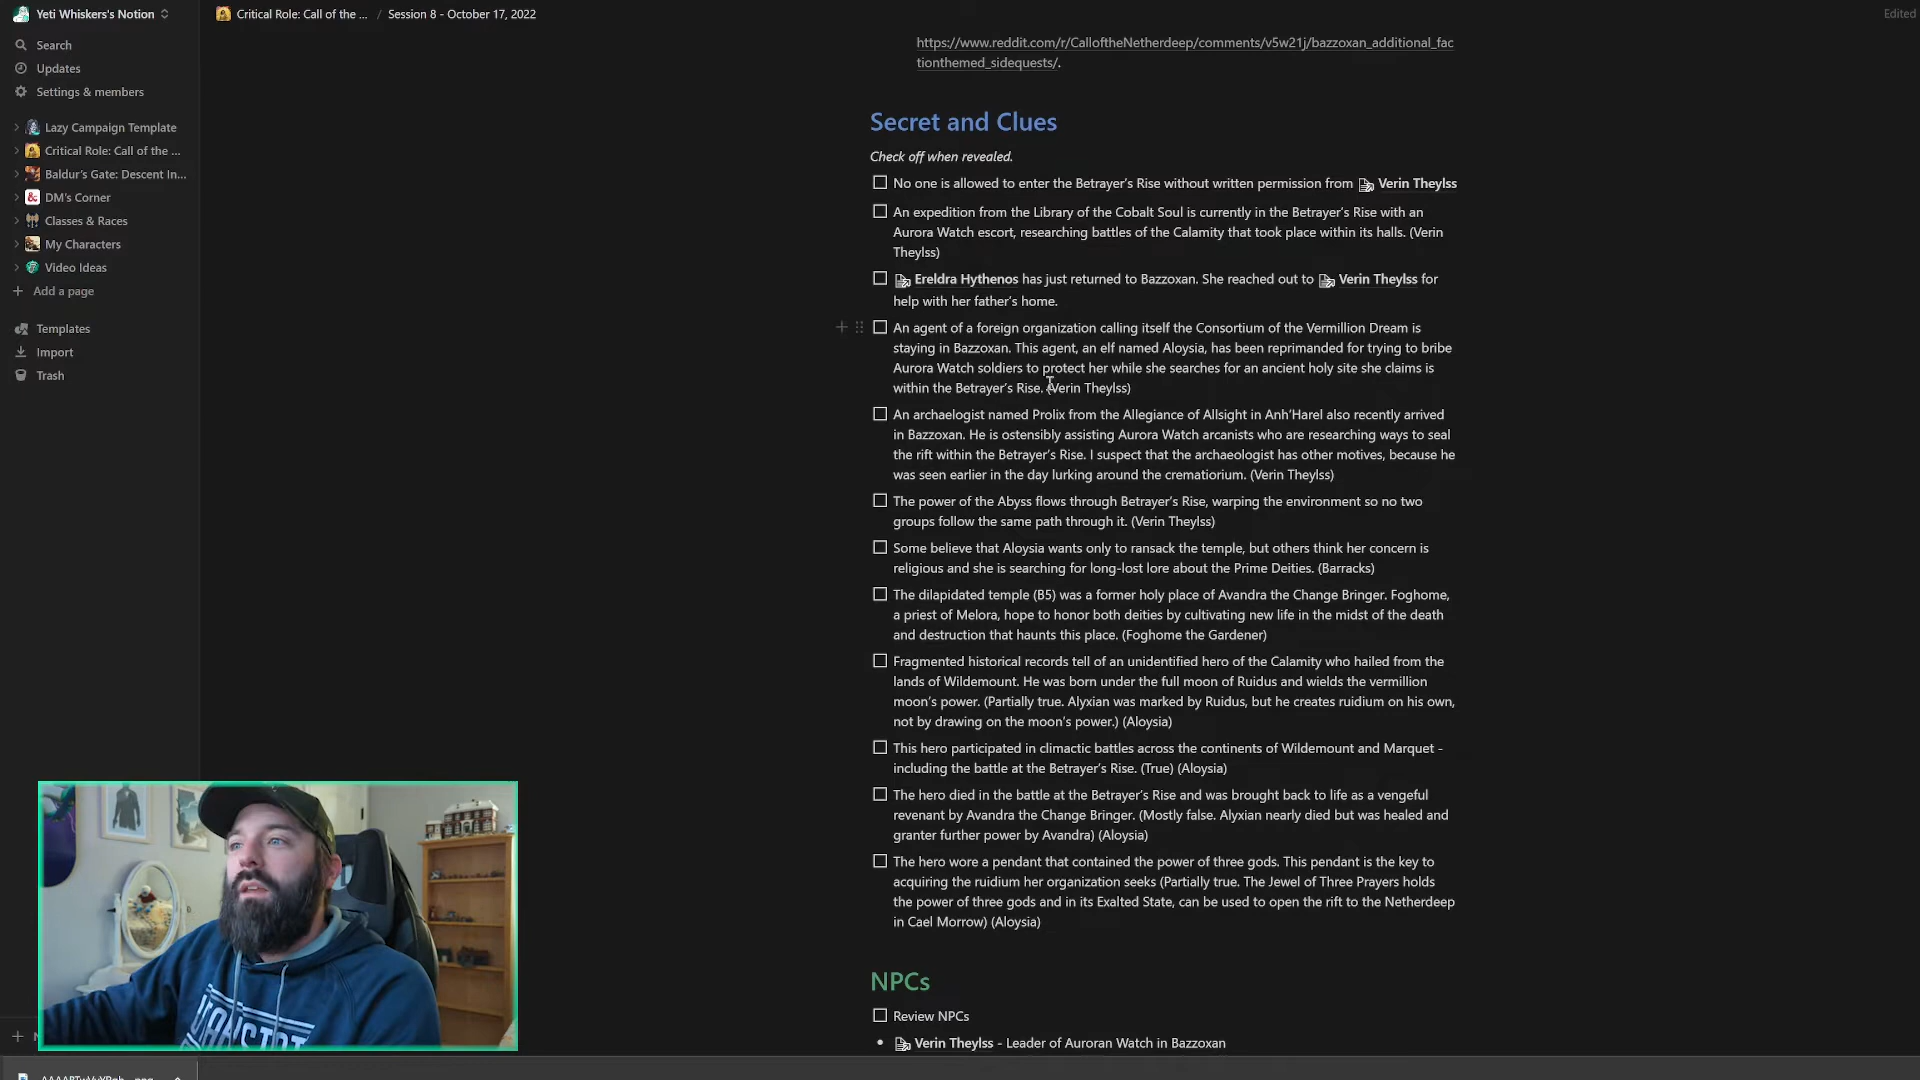 Yeti Whiskers's Notion
Search
Updates
Settings & members
Lazy Campaign Template
Critical Role: Call of the ...
Baldur's Gate: Descent In...
DM's Corner
Classes & Races
My Characters
Video Ideas
Add a page
Templates
Import
Trash
Critical Role: Call of the ... / Session 8 - October 17, 2022
Edited
https://www.reddit.com/r/CalloftheNetherdeep/comments/v5w21j/bazzoxan_additional_fac
tionthemed_sidequests/.
Secret and Clues
Check off when revealed.
No one is allowed to enter the Betrayer's Rise without written permission from Verin Theylss
An expedition from the Library of the Cobalt Soul is currently in the Betrayer's Rise with an
Aurora Watch escort, researching battles of the Calamity that took place within its halls. (Verin
Theylss)
Ereldra Hythenos has just returned to Bazzoxan. She reached out to Verin Theylss for
help with her father's home.
An agent of a foreign organization calling itself the Consortium of the Vermillion Dream is
staying in Bazzoxan. This agent, an elf named Aloysia, has been reprimanded for trying to bribe
Aurora Watch soldiers to protect her while she searches for an ancient holy site she claims is
within the Betrayer's Rise. (Verin Theylss)
An archaelogist named Prolix from the Allegiance of Allsight in Anh'Harel also recently arrived
in Bazzoxan. He is ostensibly assisting Aurora Watch arcanists who are researching ways to seal
the rift within the Betrayer's Rise. I suspect that the archaeologist has other motives, because he
was seen earlier in the day lurking around the crematiorium. (Verin Theylss)
The power of the Abyss flows through Betrayer's Rise, warping the environment so no two
groups follow the same path through it. (Verin Theylss)
Some believe that Aloysia wants only to ransack the temple, but others think her concern is
religious and she is searching for long-lost lore about the Prime Deities. (Barracks)
The dilapidated temple (B5) was a former holy place of Avandra the Change Bringer. Foghome,
a priest of Melora, hope to honor both deities by cultivating new life in the midst of the death
and destruction that haunts this place. (Foghome the Gardener)
Fragmented historical records tell of an unidentified hero of the Calamity who hailed from the
lands of Wildemount. He was born under the full moon of Ruidus and wields the vermillion
moon's power. (Partially true. Alyxian was marked by Ruidus, but he creates ruidium on his own,
not by drawing on the moon's power.) (Aloysia)
This hero participated in climactic battles across the continents of Wildemount and Marquet -
including the battle at the Betrayer's Rise. (True) (Aloysia)
The hero died in the battle at the Betrayer's Rise and was brought back to life as a vengeful
revenant by Avandra the Change Bringer. (Mostly false. Alyxian nearly died but was healed and
granter further power by Avandra) (Aloysia)
The hero wore a pendant that contained the power of three gods. This pendant is the key to
acquiring the ruidium her organization seeks (Partially true. The Jewel of Three Prayers holds
the power of three gods and in its Exalted State, can be used to open the rift to the Netherdeep
in Cael Morrow) (Aloysia)
NPCs
Review NPCs
Verin Theylss - Leader of Auroran Watch in Bazzoxan